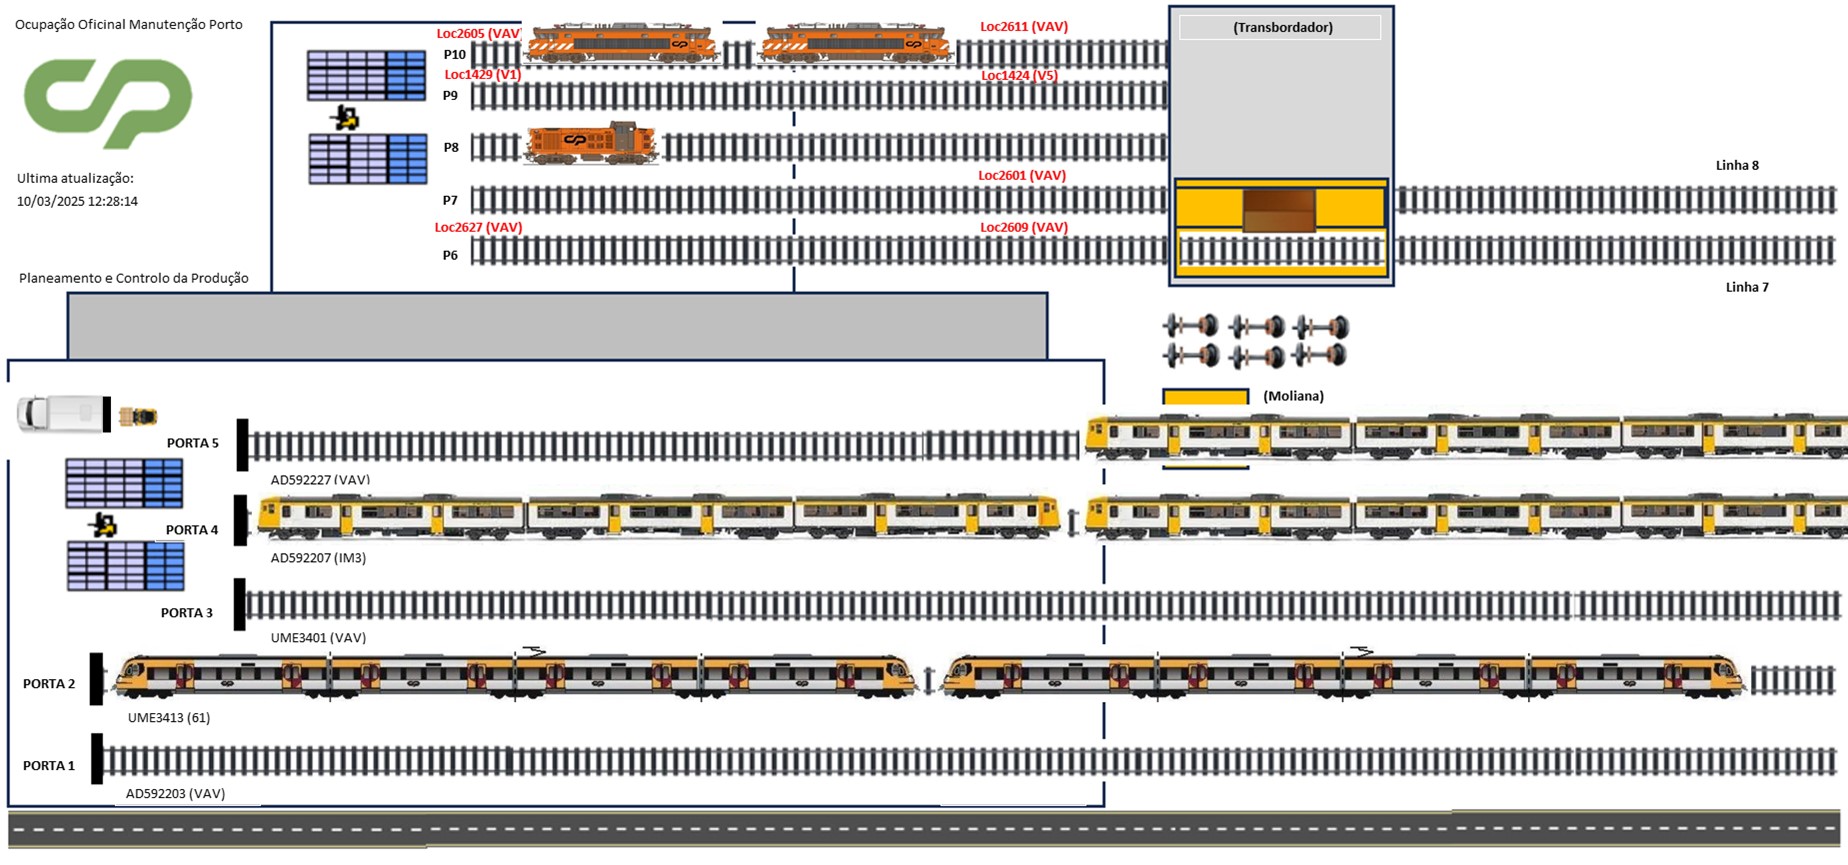 Ocupação Oficinal Manutenção Porto
CP
Ultima atualização:
10/03/2025 12:28:14
Planeamento e Controlo da Produção
Loc2605 (VAV)
Loc2611 (VAV)
P10
Loc1429 (V1)
Loc1424 (V5)
P9
P8
Loc2601 (VAV)
P7
Loc2627 (VAV)
Loc2609 (VAV)
P6
(Transbordador)
Linha 8
Linha 7
(Moliana)
PORTA 5
AD592227 (VAV)
PORTA 4
AD592207 (IM3)
PORTA 3
UME3401 (VAV)
PORTA 2
UME3413 (61)
PORTA 1
AD592203 (VAV)